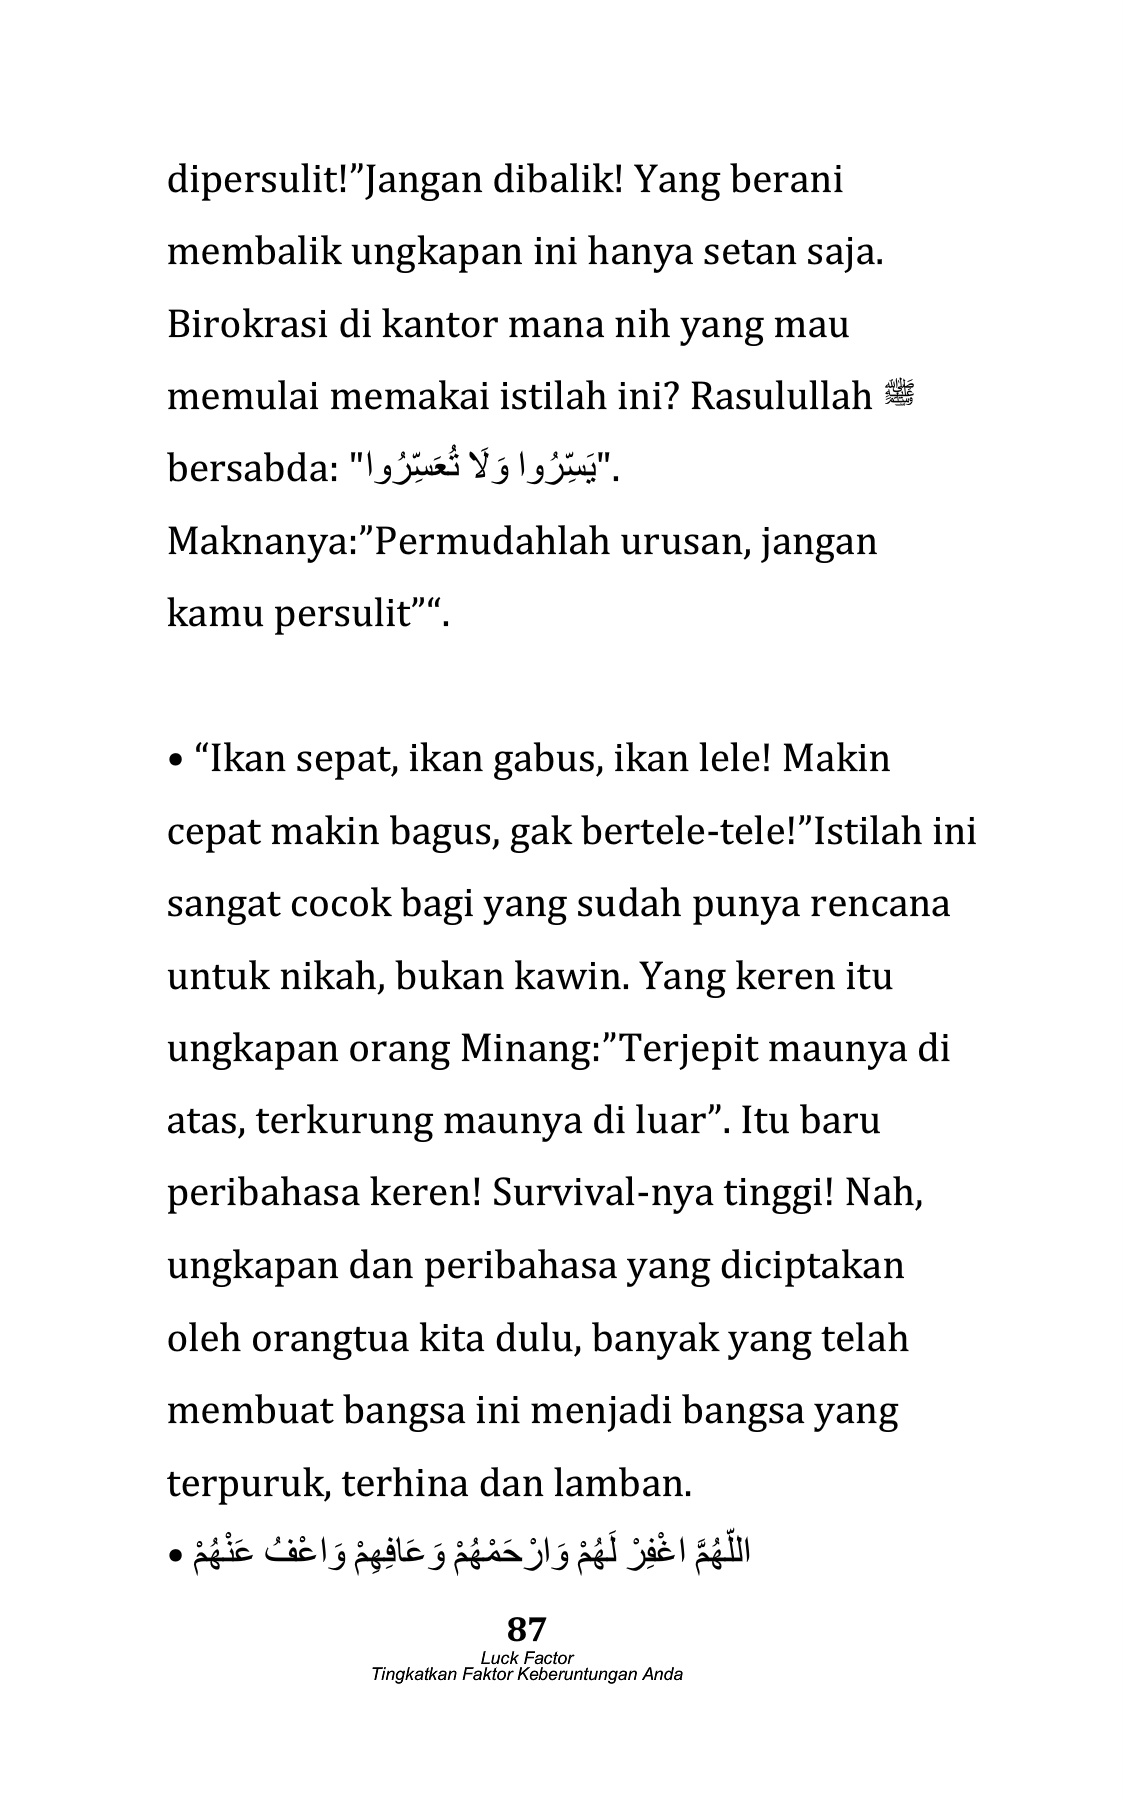 dipersulit!”Jangan dibalik! Yang berani
membalik ungkapan ini hanya setan saja.
Birokrasi di kantor mana nih yang mau
memulai memakai istilah ini? Rasulullah ﷺ
bersabda: "يَسِّرُوا وَلَا تُعَسِّرُوا".
Maknanya:”Permudahlah urusan, jangan
kamu persulit”“.
• “Ikan sepat, ikan gabus, ikan lele! Makin
cepat makin bagus, gak bertele-tele!”Istilah ini
sangat cocok bagi yang sudah punya rencana
untuk nikah, bukan kawin. Yang keren itu
ungkapan orang Minang:”Terjepit maunya di
atas, terkurung maunya di luar”. Itu baru
peribahasa keren! Survival-nya tinggi! Nah,
ungkapan dan peribahasa yang diciptakan
oleh orangtua kita dulu, banyak yang telah
membuat bangsa ini menjadi bangsa yang
terpuruk, terhina dan lamban.
• اللّهُمَّ اغْفِرْ لَهُمْ وَارْحَمْهُمْ وَعَافِهِمْ وَاعْفُ عَنْهُمْ
87
Luck Factor
Tingkatkan Faktor Keberuntungan Anda